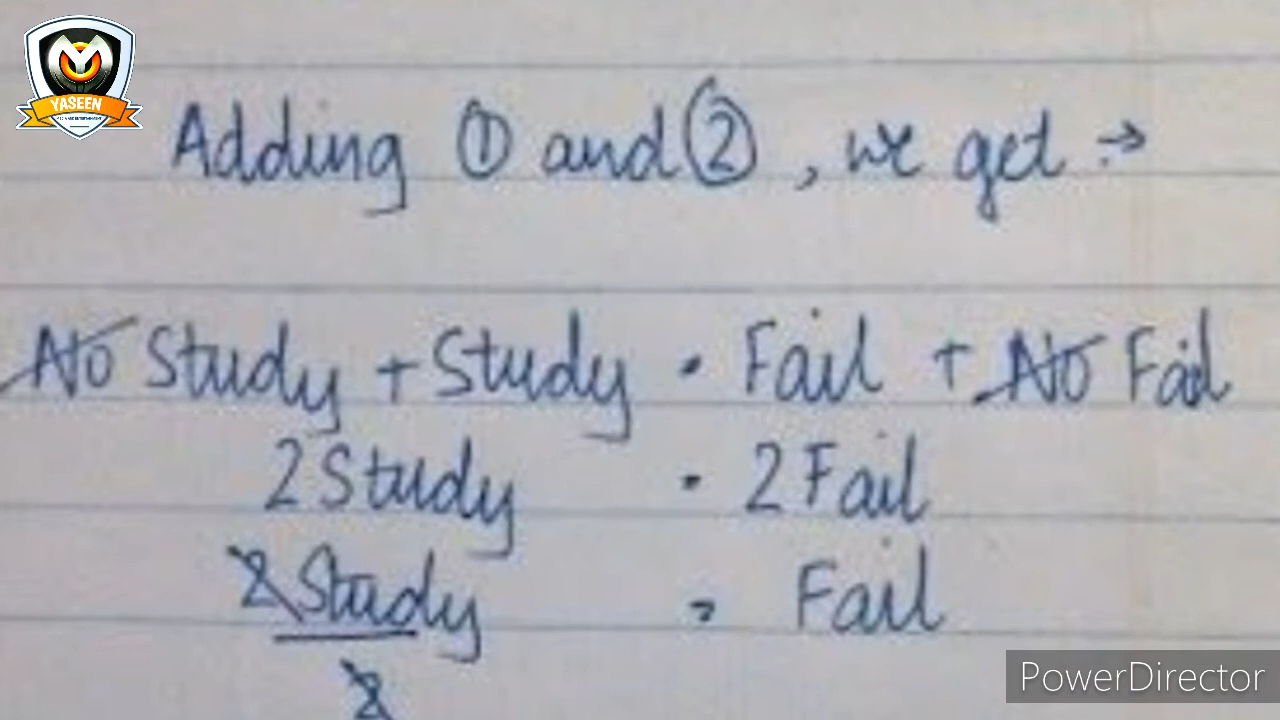 YASEEN
Adding ① and ②, we get :→
No Study + Study = Fail + No Fail
2 Study = 2 Fail
2 Study = Fail
2
PowerDirector